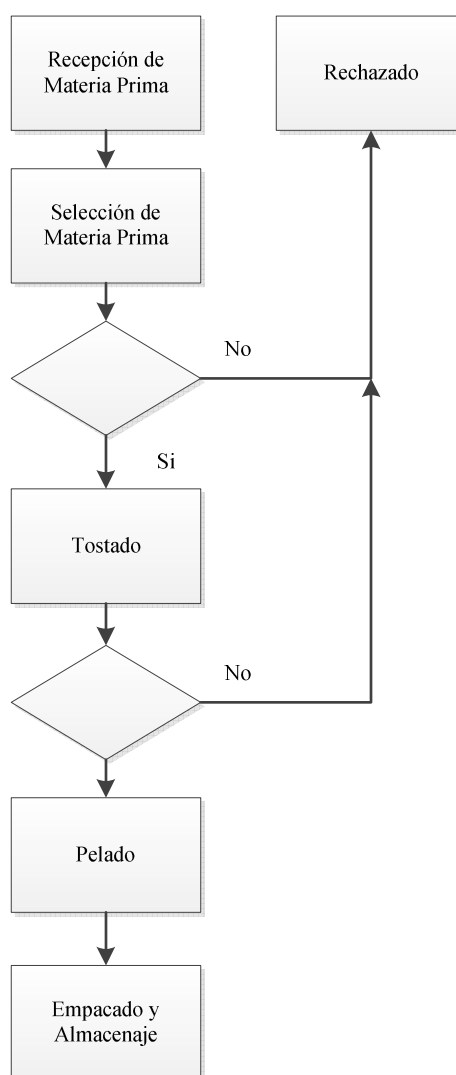 Recepción de
Materia Prima
Rechazado
Selección de
Materia Prima
No
Si
Tostado
No
Pelado
Empacado y
Almacenaje